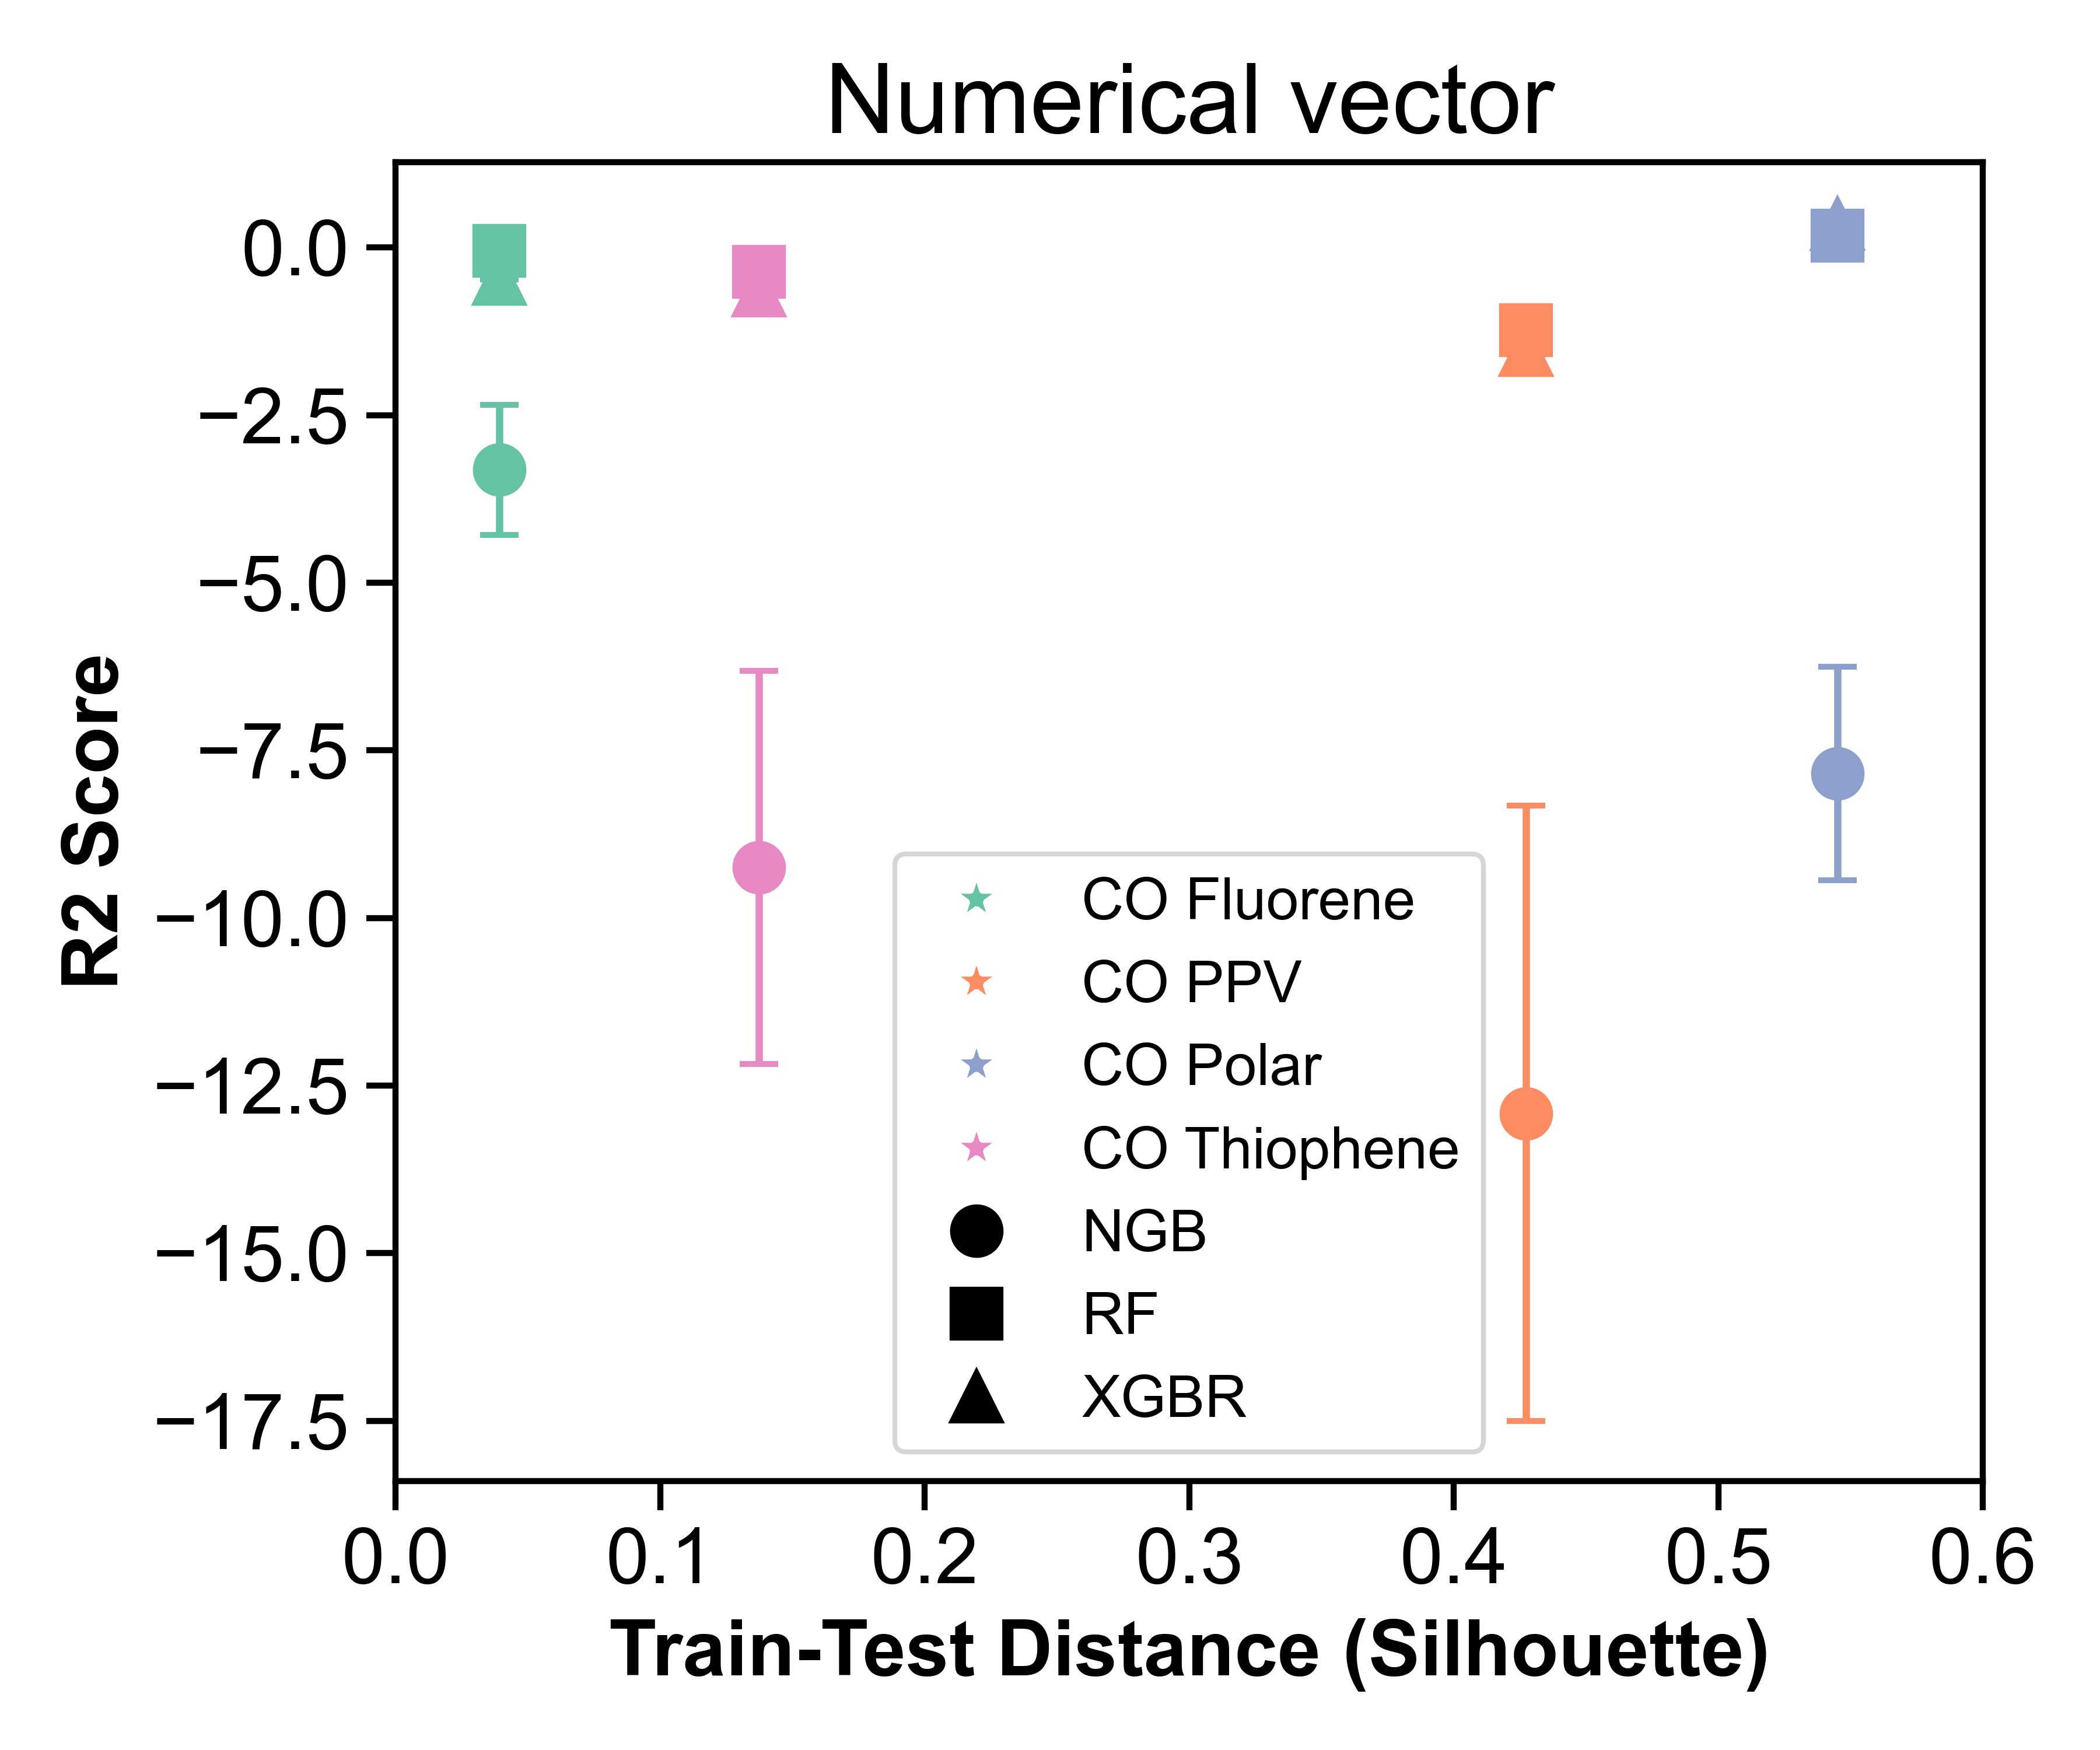 Numerical vector
0.0
−2.5
−5.0
−7.5
−10.0
−12.5
−15.0
−17.5
R2 Score
CO Fluorene
CO PPV
CO Polar
CO Thiophene
NGB
RF
XGBR
0.0 0.1 0.2 0.3 0.4 0.5 0.6
Train-Test Distance (Silhouette)